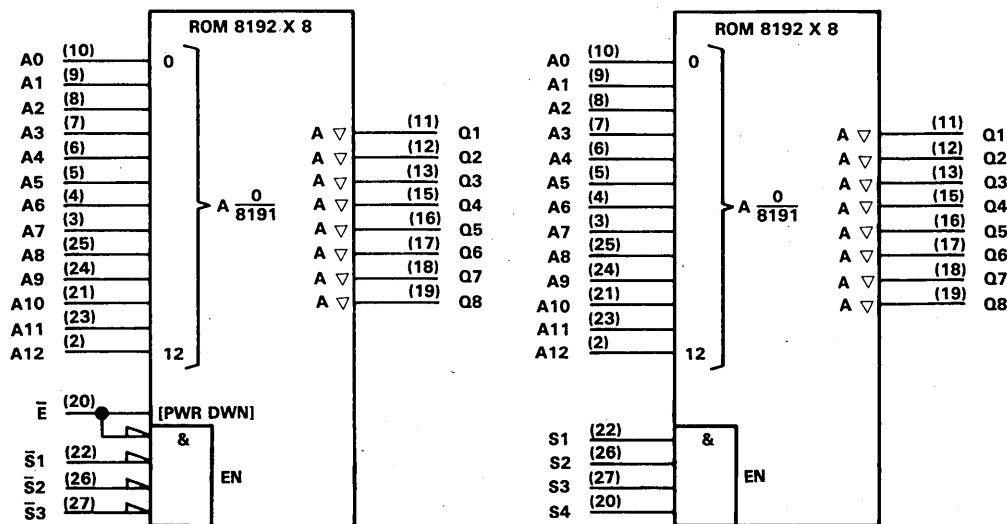 ROM 8192 X 8
A0 (10) 0
A1 (9)
A2 (8)
A3 (7) A ▽ (11) Q1
A4 (6) A ▽ (12) Q2
A5 (5) A ▽ (13) Q3
A6 (4) A 0/8191 A ▽ (15) Q4
A7 (3) A ▽ (16) Q5
A8 (25) A ▽ (17) Q6
A9 (24) A ▽ (18) Q7
A10 (21) A ▽ (19) Q8
A11 (23)
A12 (2) 12
E̅ (20) [PWR DWN]
&
S̅1 (22) EN
S̅2 (26)
S̅3 (27)
ROM 8192 X 8
A0 (10) 0
A1 (9)
A2 (8)
A3 (7) A ▽ (11) Q1
A4 (6) A ▽ (12) Q2
A5 (5) A ▽ (13) Q3
A6 (4) A 0/8191 A ▽ (15) Q4
A7 (3) A ▽ (16) Q5
A8 (25) A ▽ (17) Q6
A9 (24) A ▽ (18) Q7
A10 (21) A ▽ (19) Q8
A11 (23)
A12 (2) 12
S1 (22) &
S2 (26) EN
S3 (27)
S4 (20)